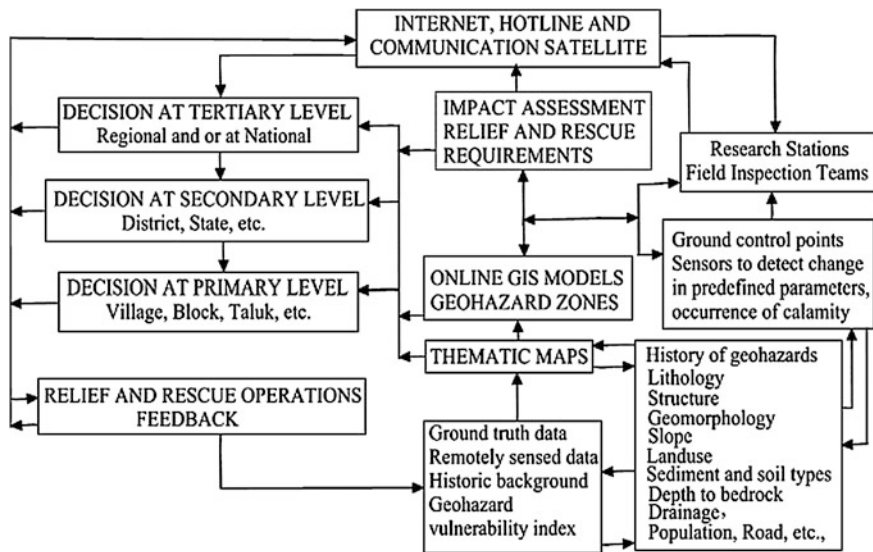 INTERNET, HOTLINE AND
COMMUNICATION SATELLITE
DECISION AT TERTIARY LEVEL
Regional and or at National
IMPACT ASSESSMENT
RELIEF AND RESCUE
REQUIREMENTS
Research Stations
Field Inspection Teams
DECISION AT SECONDARY LEVEL
District, State, etc.
Ground control points
Sensors to detect change
in predefined parameters,
occurrence of calamity
DECISION AT PRIMARY LEVEL
Village, Block, Taluk, etc.
ONLINE GIS MODELS
GEOHAZARD ZONES
THEMATIC MAPS
History of geohazards
Lithology
Structure
Geomorphology
Slope
Landuse
Sediment and soil types
Depth to bedrock
Drainage,
Population, Road, etc.,
RELIEF AND RESCUE OPERATIONS
FEEDBACK
Ground truth data
Remotely sensed data
Historic background
Geohazard
vulnerability index